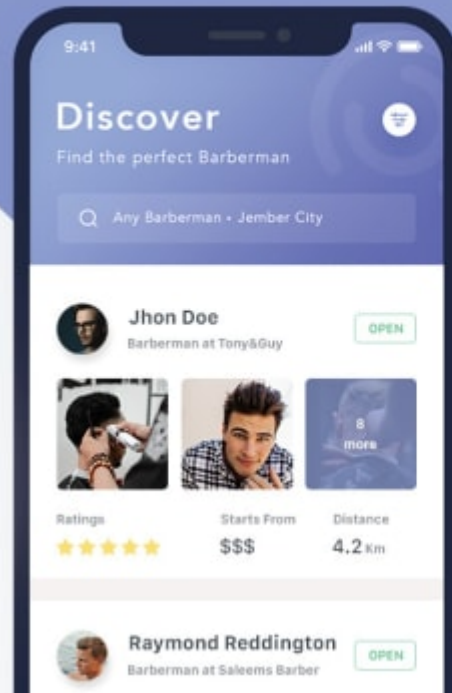 9:41
Discover
Find the perfect Barberman
Any Barberman • Jember City
Jhon Doe
Barberman at Tony&Guy
OPEN
8
more
Ratings Starts From Distance
$$$ 4.2 Km
Raymond Reddington
Barberman at Saleems Barber
OPEN